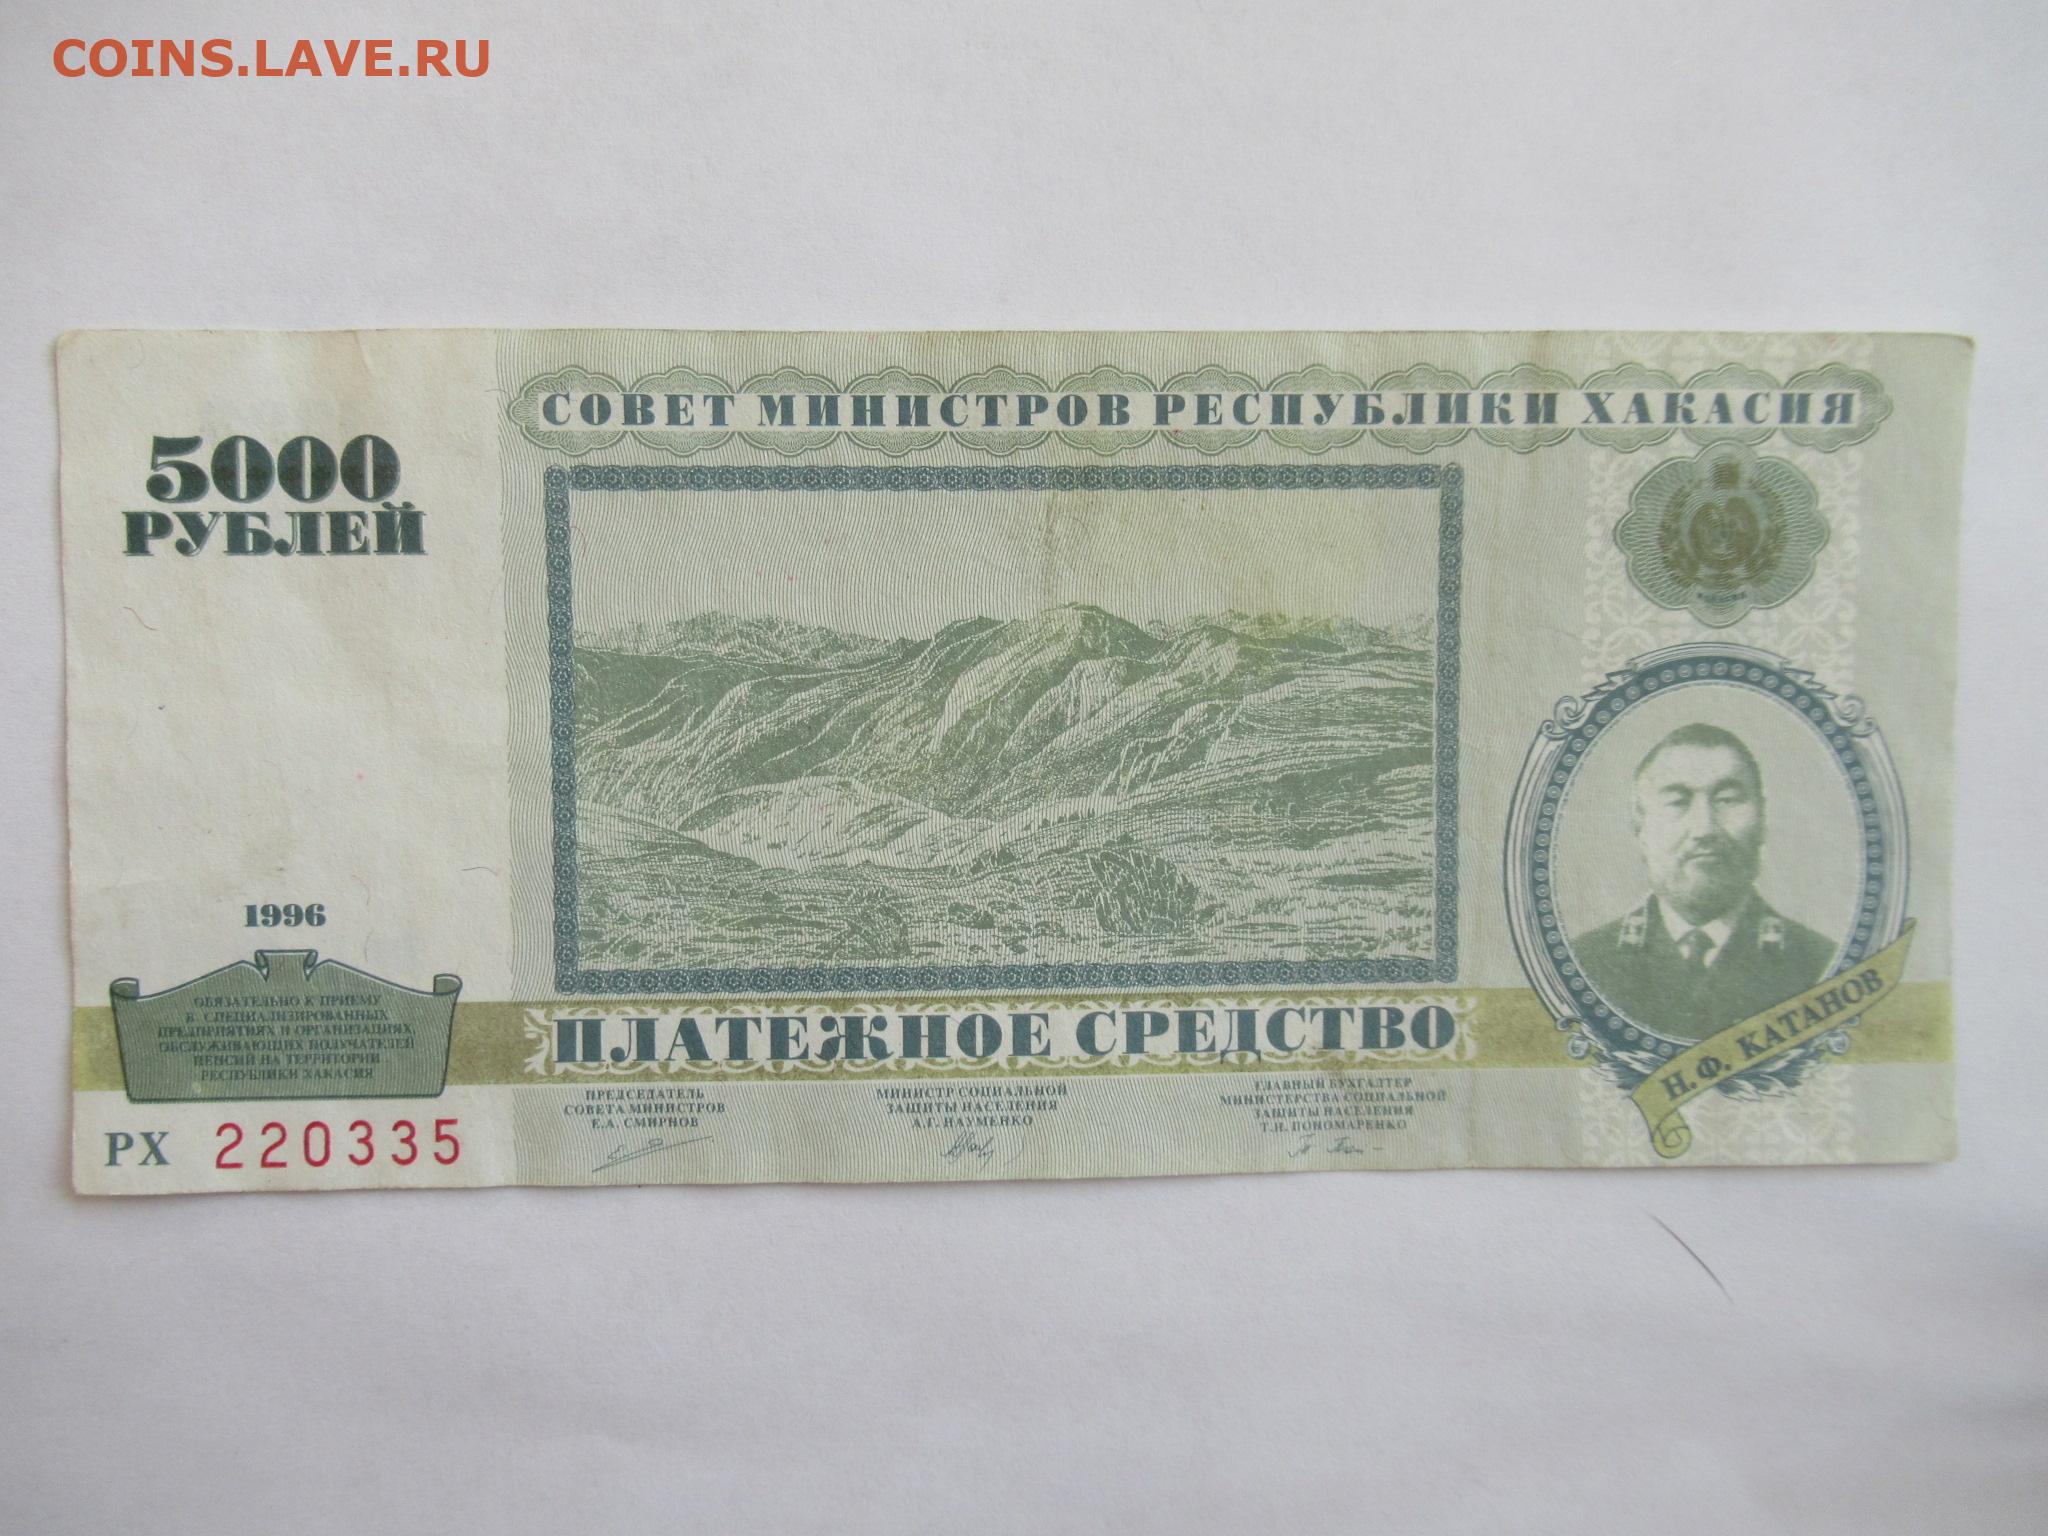 COINS.LAVE.RU
СОВЕТ МИНИСТРОВ РЕСПУБЛИКИ ХАКАСИЯ
5000
РУБЛЕЙ
1996
ОБЯЗАТЕЛЬНО К ПРИЕМУ
В СПЕЦИАЛИЗИРОВАННЫХ
ПРЕДПРИЯТИЯХ И ОРГАНИЗАЦИЯХ,
ОБСЛУЖИВАЮЩИХ ПОЛУЧАТЕЛЕЙ
ПЕНСИЙ НА ТЕРРИТОРИИ
РЕСПУБЛИКИ ХАКАСИЯ
РХ 220335
ПЛАТЕЖНОЕ СРЕДСТВО
ПРЕДСЕДАТЕЛЬ
СОВЕТА МИНИСТРОВ
Е.А. СМИРНОВ
МИНИСТР СОЦИАЛЬНОЙ
ЗАЩИТЫ НАСЕЛЕНИЯ
А.Г. НАУМЕНКО
ГЛАВНЫЙ БУХГАЛТЕР
МИНИСТЕРСТВА СОЦИАЛЬНОЙ
ЗАЩИТЫ НАСЕЛЕНИЯ
Т.Н. ПОНОМАРЕНКО
Н.Ф. КАТАНОВ